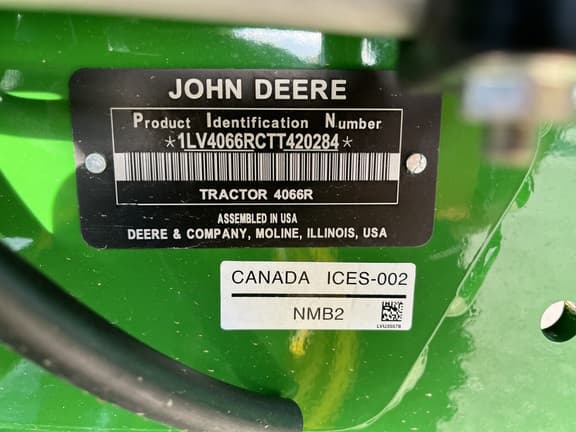 JOHN DEERE
Product Identification Number
*1LV4066RCTT420284*
TRACTOR 4066R
ASSEMBLED IN USA
DEERE & COMPANY, MOLINE, ILLINOIS, USA
CANADA ICES-002
NMB2